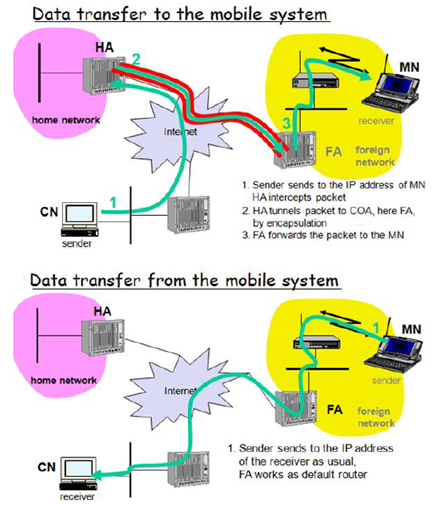 Data transfer to the mobile system
HA
2
MN
home network
Internet
receiver
3
FA
foreign
network
1
CN
sender
1. Sender sends to the IP address of MN
HA intercepts packet
2. HA tunnels packet to COA, here FA,
by encapsulation
3. FA forwards the packet to the MN
Data transfer from the mobile system
HA
1
MN
home network
Internet
sender
FA
foreign
network
CN
receiver
1. Sender sends to the IP address
of the receiver as usual,
FA works as default router